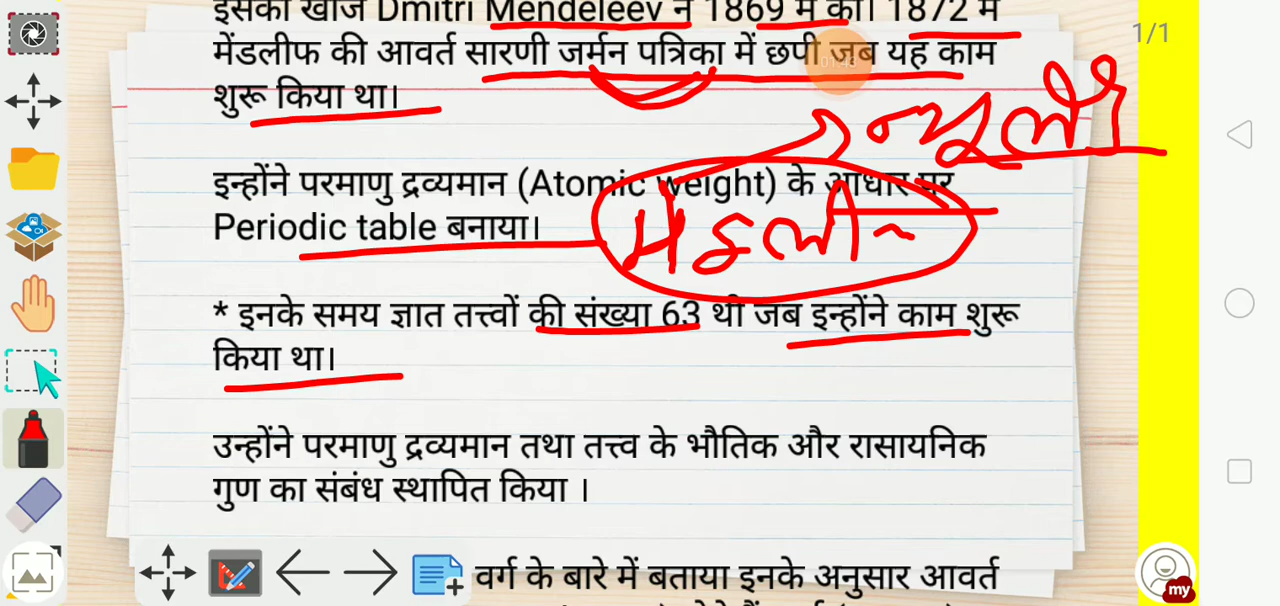 इसकी खोज Dmitri Mendeleev ने 1869 में की। 1872 में
1/1
मेंडलीफ की आवर्त सारणी जर्मन पत्रिका में छपी जब यह काम
शुरू किया था।
इन्होंने परमाणु द्रव्यमान (Atomic weight) के आधार पर
Periodic table बनाया।
* इनके समय ज्ञात तत्त्वों की संख्या 63 थी जब इन्होंने काम शुरू
किया था।
उन्होंने परमाणु द्रव्यमान तथा तत्त्व के भौतिक और रासायनिक
गुण का संबंध स्थापित किया ।
वर्ग के बारे में बताया इनके अनुसार आवर्त
my